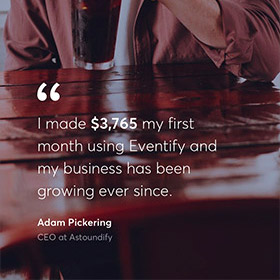 “
I made $3,765 my first
month using Eventify and
my business has been
growing ever since.
Adam Pickering
CEO at Astoundify